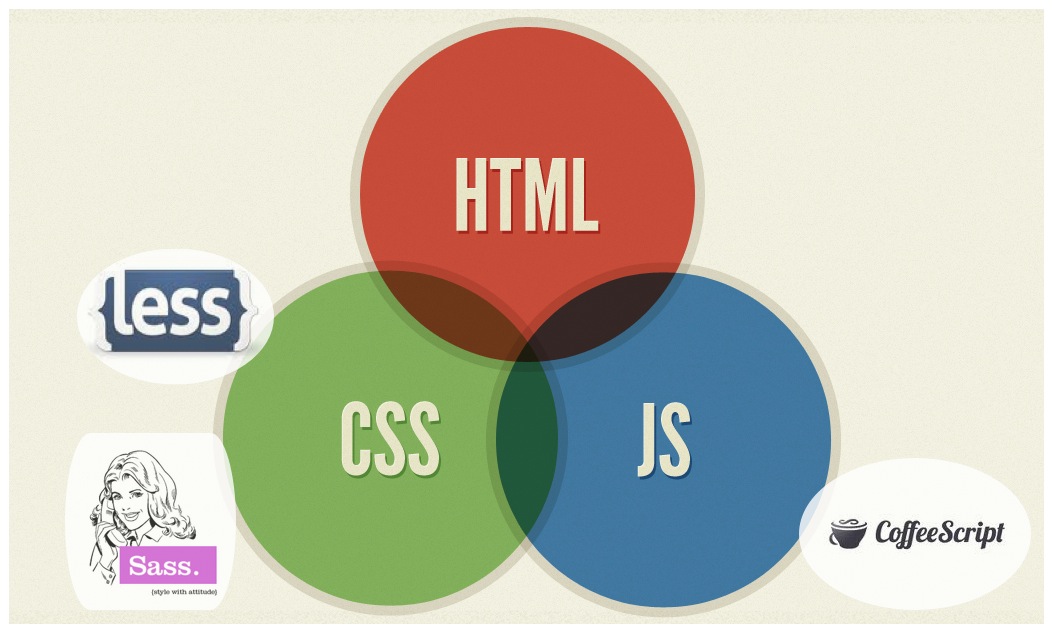 HTML
{less}
CSS
JS
Sass.
(style with attitude)
CoffeeScript